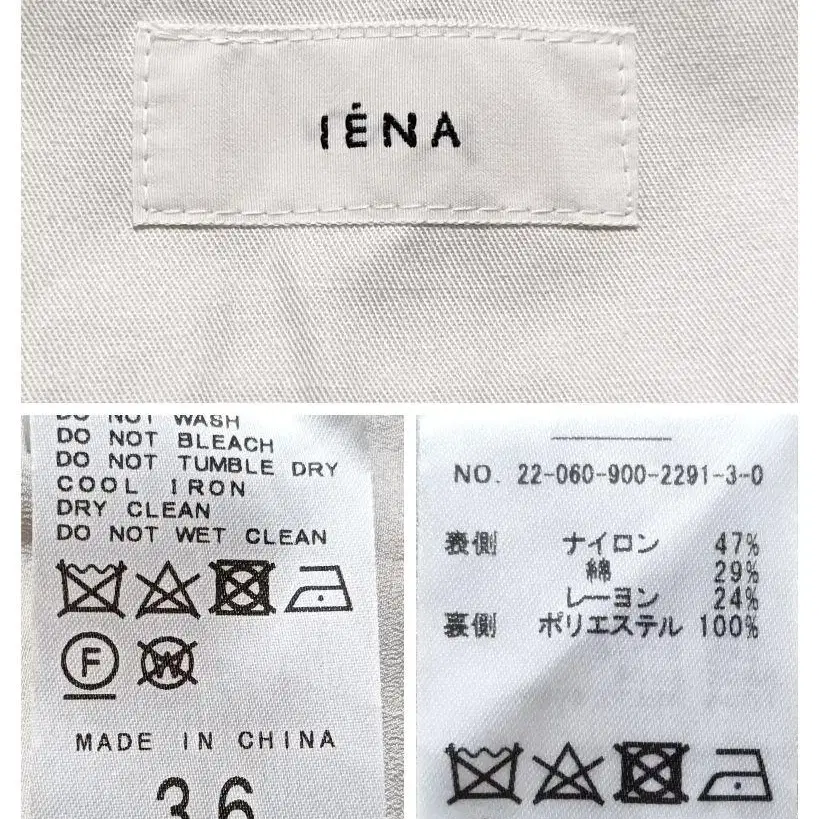 IÉNA
DO NOT WASH
DO NOT BLEACH
DO NOT TUMBLE DRY
COOL IRON
DRY CLEAN
DO NOT WET CLEAN
F
W
MADE IN CHINA
36
NO. 22-060-900-2291-3-0
表側 ナイロン 47%
綿 29%
レーヨン 24%
裏側 ポリエステル 100%